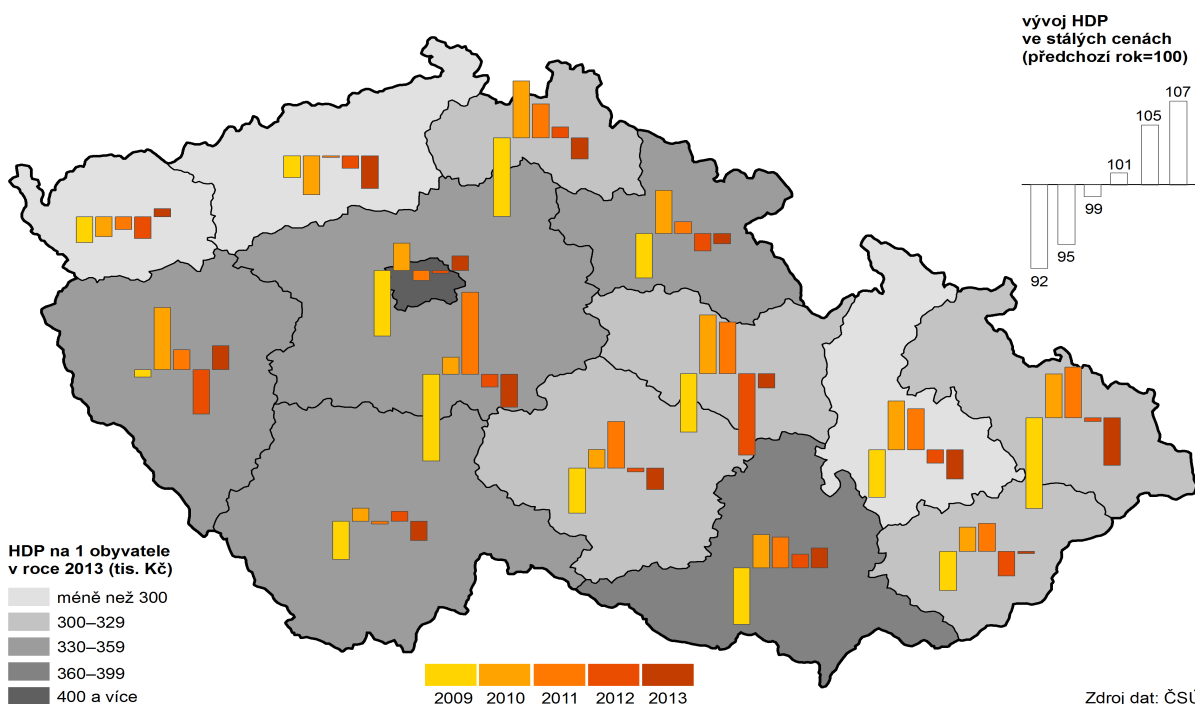 vývoj HDP
ve stálých cenách
(předchozí rok=100)
107
105
101
99
95
92
HDP na 1 obyvatele
v roce 2013 (tis. Kč)
méně než 300
300–329
330–359
360–399
400 a více
2009 2010 2011 2012 2013
Zdroj dat: ČSÚ